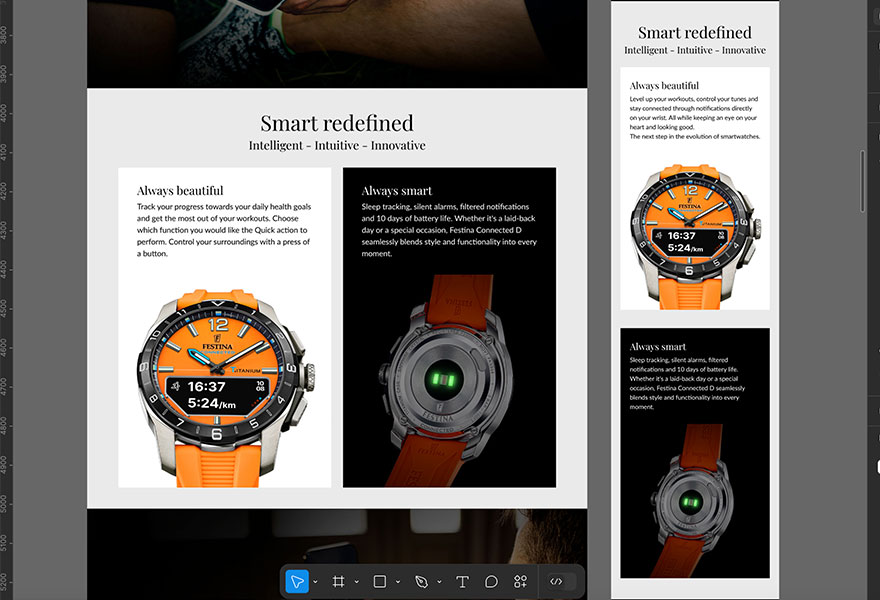 Smart redefined
Intelligent - Intuitive - Innovative
Always beautiful
Track your progress towards your daily health goals
and get the most out of your workouts. Choose
which function you would like the Quick action to
perform. Control your surroundings with a press of
a button.
12
FESTINA
CONNECTED
TITANIUM
16:37
10
08
5:24/km
6
Always smart
Sleep tracking, silent alarms, filtered notifications
and 10 days of battery life. Whether it's a laid-back
day or a special occasion, Festina Connected D
seamlessly blends style and functionality into every
moment.
FESTINA
Smart redefined
Intelligent - Intuitive - Innovative
Always beautiful
Level up your workouts, control your tunes and
stay connected through notifications directly
on your wrist. All while keeping an eye on your
heart and looking good.
The next step in the evolution of smartwatches.
12
FESTINA
16:37
10
08
5:24/km
6
Always smart
Sleep tracking, silent alarms, filtered
notifications and 10 days of battery life.
Whether it's a laid-back day or a special
occasion, Festina Connected D seamlessly
blends style and functionality into every
moment.
3800
3900
4000
4100
4200
4300
4400
4500
4600
4700
4800
4900
5000
5100
5200